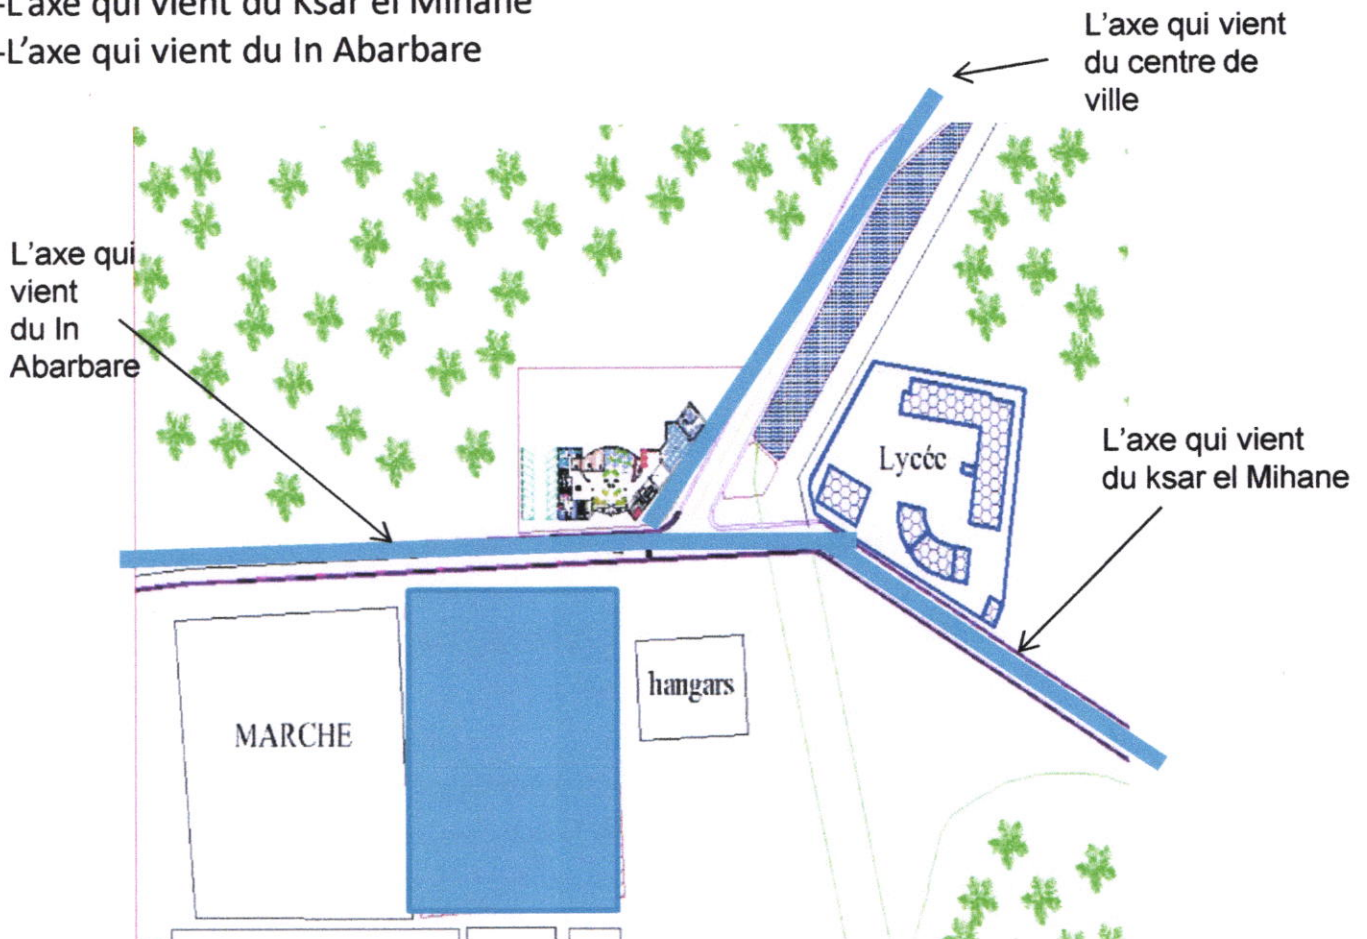 -L'axe qui vient du Ksar el Mihane
-L'axe qui vient du In Abarbare
L'axe qui vient
du centre de
ville
L'axe qui
vient
du In
Abarbare
Lycée
L'axe qui vient
du ksar el Mihane
hangars
MARCHE